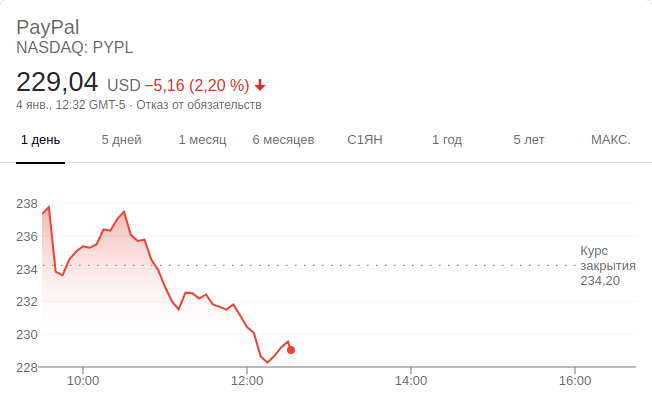 PayPal
NASDAQ: PYPL
229,04 USD −5,16 (2,20 %)
4 янв., 12:32 GMT-5 · Отказ от обязательств
1 день 5 дней 1 месяц 6 месяцев С1ЯН 1 год 5 лет МАКС.
238
236
234
232
230
228
Курс
закрытия
234,20
10:00 12:00 14:00 16:00